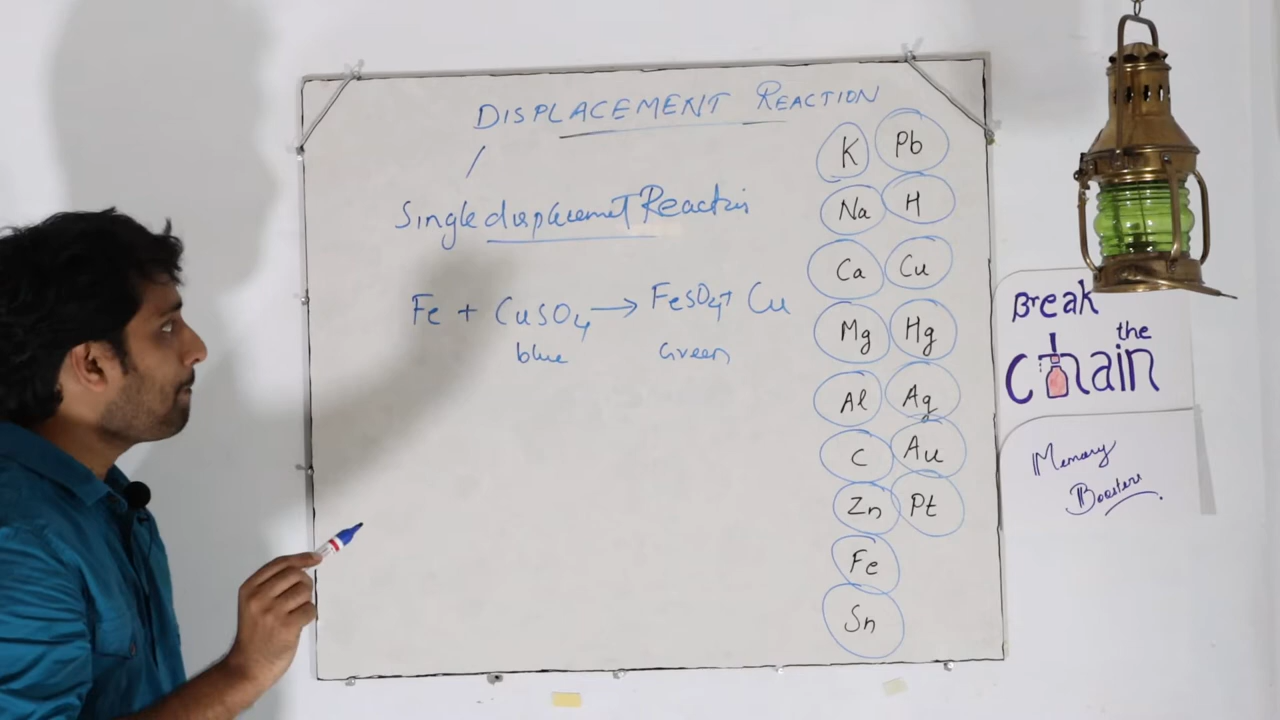 DISPLACEMENT REACTION
Single displacement Reaction
Fe + CuSO4 → FeSO4 + Cu
blue Green
K
Na
Ca
Mg
Al
C
Zn
Fe
Sn
Pb
H
Cu
Hg
Ag
Au
Pt
Break
the
Chain
Memory
Boosters